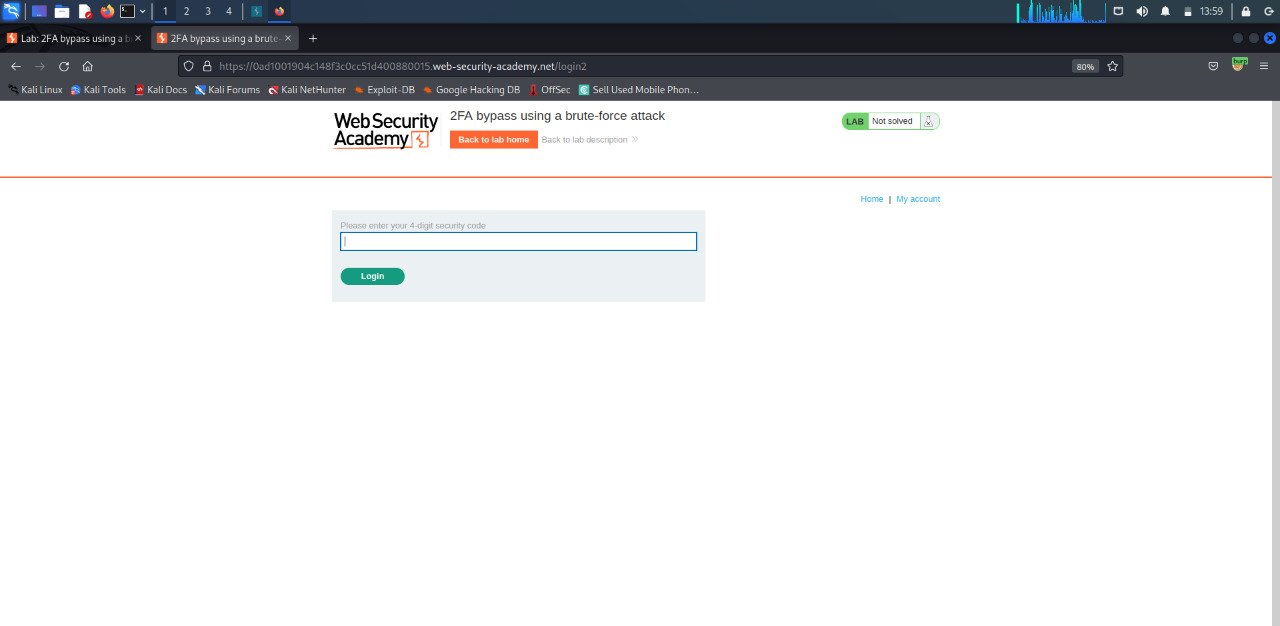 1 2 3 4 13:59
Lab: 2FA bypass using a b 2FA bypass using a brute-
https://0ad1001904c148f3c0cc51d400880015.web-security-academy.net/login2 80% burp
Kali Linux Kali Tools Kali Docs Kali Forums Kali NetHunter Exploit-DB Google Hacking DB OffSec Sell Used Mobile Phon…
Web Security
Academy
2FA bypass using a brute-force attack
Back to lab home Back to lab description
LAB Not solved
Home | My account
Please enter your 4-digit security code
Login